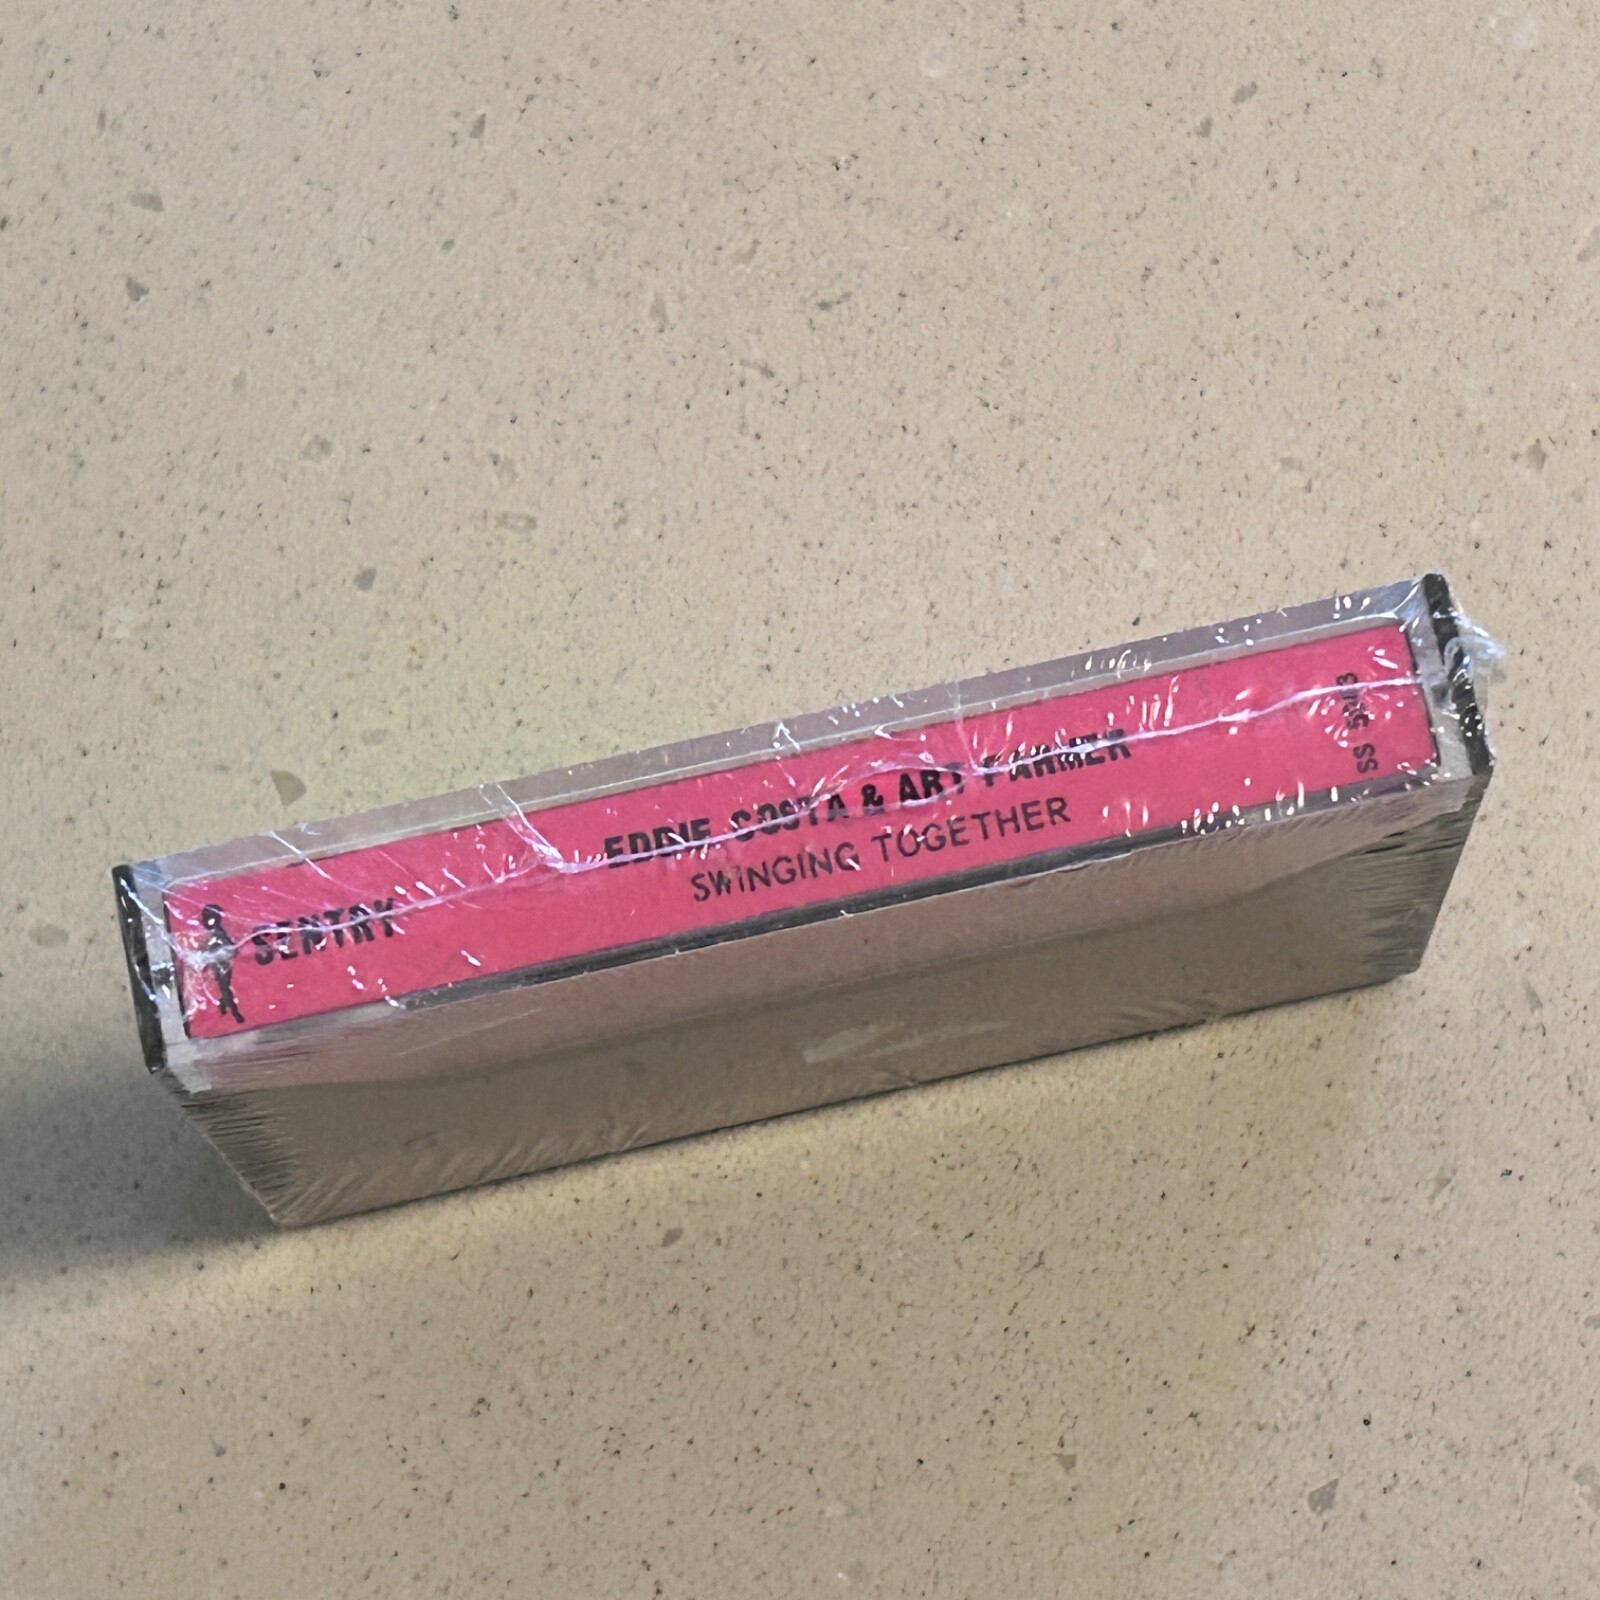 SENTRY
EDDIE COSTA & ART FARMER
SWINGING TOGETHER
SS